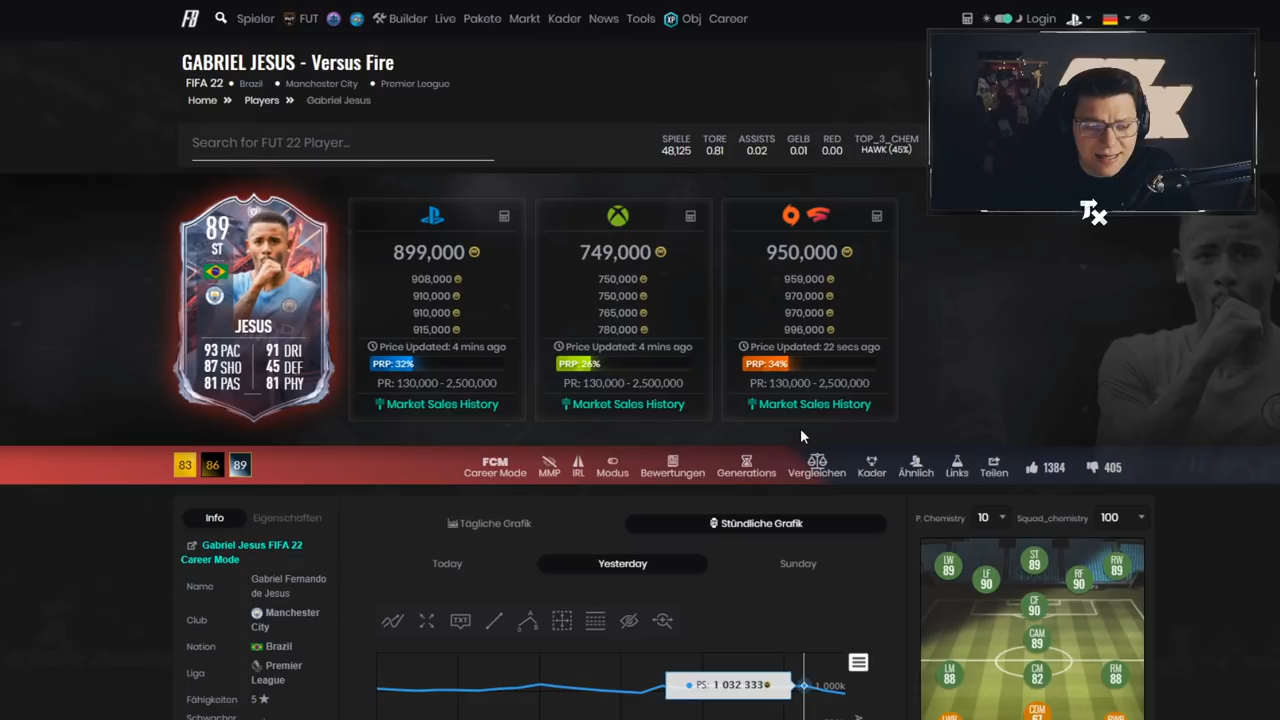 FB Spieler FUT Builder Live Pakete Markt Kader News Tools XP Obj Career Login
GABRIEL JESUS - Versus Fire
FIFA 22 • Brazil • Manchester City • Premier League
Home » Players » Gabriel Jesus
Search for FUT 22 Player...
SPIELE TORE ASSISTS GELB RED TOP_3_CHEM
48,125 0.81 0.02 0.01 0.00 HAWK (45%)
TX
89
ST
JESUS
93 PAC 91 DRI
87 SHO 45 DEF
81 PAS 81 PHY
899,000
908,000
910,000
910,000
915,000
Price Updated: 4 mins ago
PRP: 32%
PR: 130,000 - 2,500,000
Market Sales History
749,000
750,000
750,000
765,000
780,000
Price Updated: 4 mins ago
PRP: 26%
PR: 130,000 - 2,500,000
Market Sales History
950,000
959,000
970,000
970,000
996,000
Price Updated: 22 secs ago
PRP: 34%
PR: 130,000 - 2,500,000
Market Sales History
83 86 89
FCM
Career Mode MMP IRL Modus Bewertungen Generations Vergleichen Kader Ähnlich Links Teilen 1384 405
Info Eigenschaften
Gabriel Jesus FIFA 22
Career Mode
Name Gabriel Fernando
de Jesus
Club Manchester
City
Nation Brazil
Liga Premier
League
Fähigkeiten 5★
Schwacher
Tägliche Grafik Stündliche Grafik
Today Yesterday Sunday
TXT
PS: 1 032 333
1 000k
P. Chemistry 10 Squad_chemistry 100
LW
89
LF
90
ST
89
RF
90
RW
89
CF
90
CAM
89
LM
88
CM
82
RM
88
LWB
CDM
67
RWB